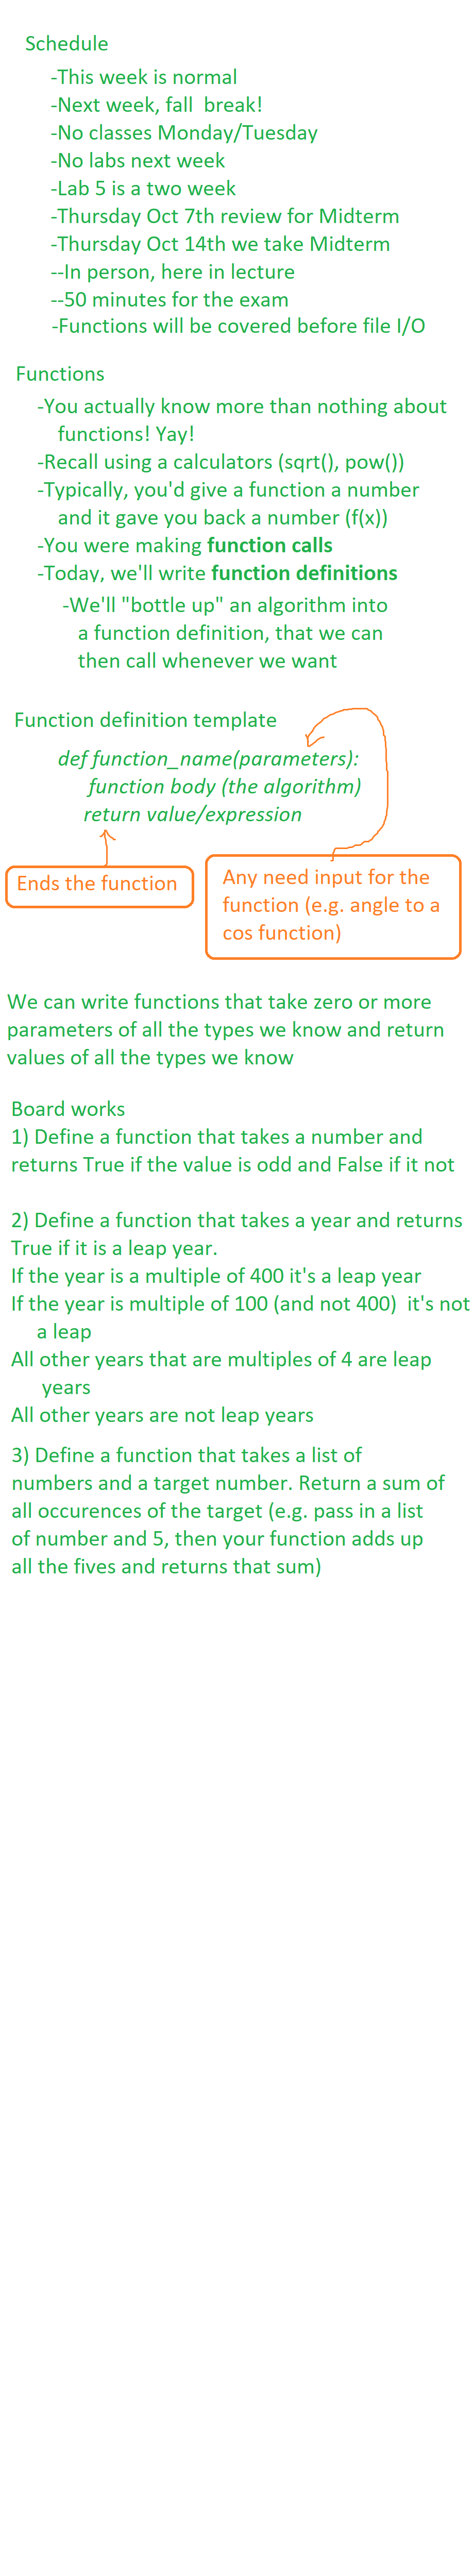 Schedule
-This week is normal
-Next week, fall  break!
-No classes Monday/Tuesday
-No labs next week
-Lab 5 is a two week
-Thursday Oct 7th review for Midterm
-Thursday Oct 14th we take Midterm
--In person, here in lecture
--50 minutes for the exam
-Functions will be covered before file I/O
Functions
-You actually know more than nothing about
functions! Yay!
-Recall using a calculators (sqrt(), pow())
-Typically, you'd give a function a number
and it gave you back a number (f(x))
-You were making function calls
-Today, we'll write function definitions
-We'll "bottle up" an algorithm into
a function definition, that we can
then call whenever we want
Function definition template
def function_name(parameters):
function body (the algorithm)
return value/expression
Ends the function
Any need input for the
function (e.g. angle to a
cos function)
We can write functions that take zero or more
parameters of all the types we know and return
values of all the types we know
Board works
1) Define a function that takes a number and
returns True if the value is odd and False if it not
2) Define a function that takes a year and returns
True if it is a leap year.
If the year is a multiple of 400 it's a leap year
If the year is multiple of 100 (and not 400)  it's not
a leap
All other years that are multiples of 4 are leap
years
All other years are not leap years
3) Define a function that takes a list of
numbers and a target number. Return a sum of
all occurences of the target (e.g. pass in a list
of number and 5, then your function adds up
all the fives and returns that sum)